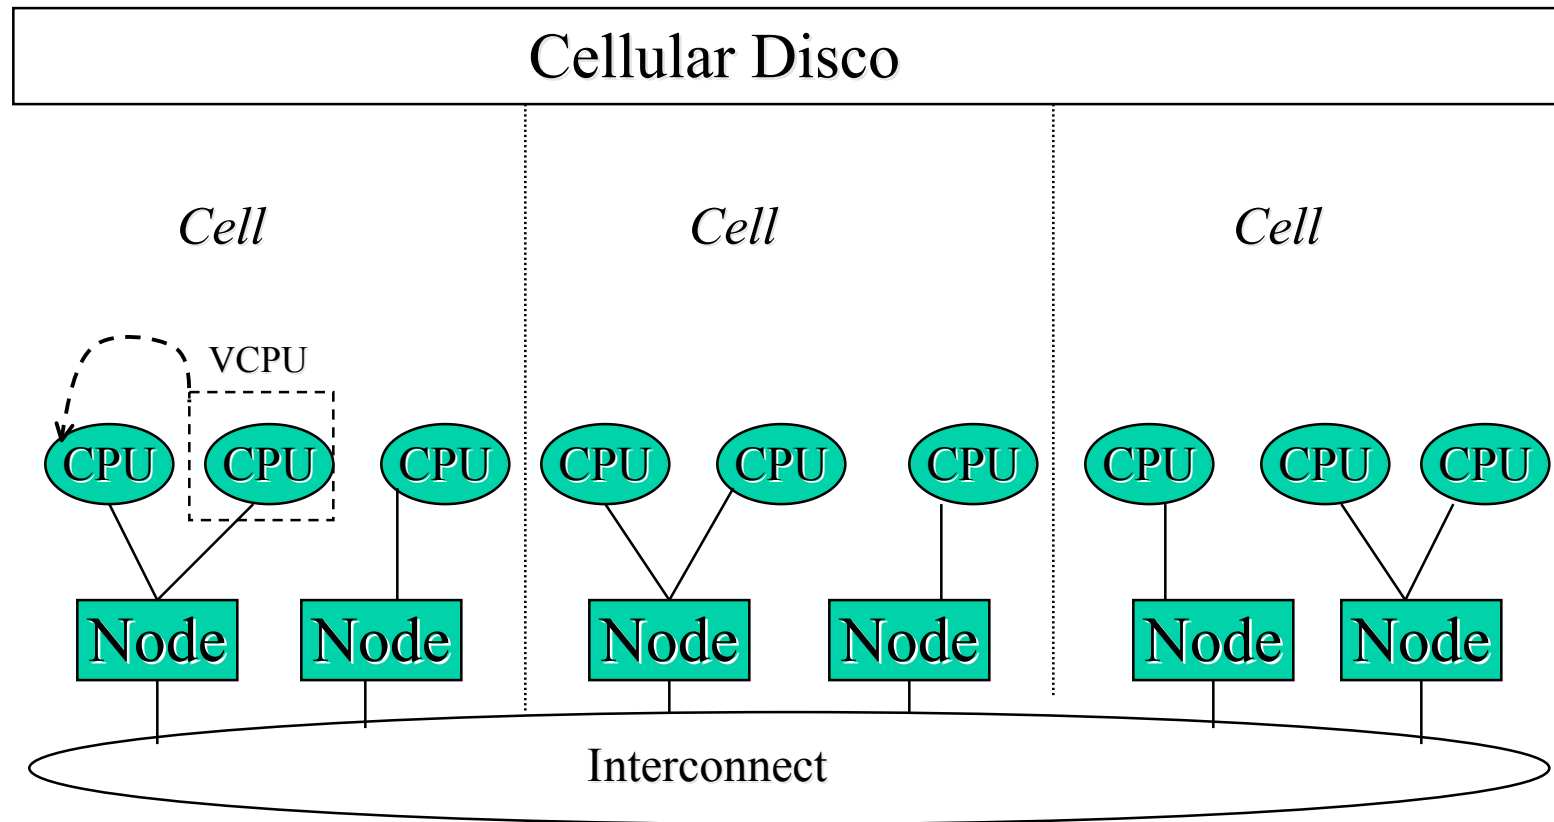 Cellular Disco
Cell Cell Cell
VCPU
CPU CPU CPU CPU CPU CPU CPU CPU CPU
Node Node Node Node Node Node
Interconnect